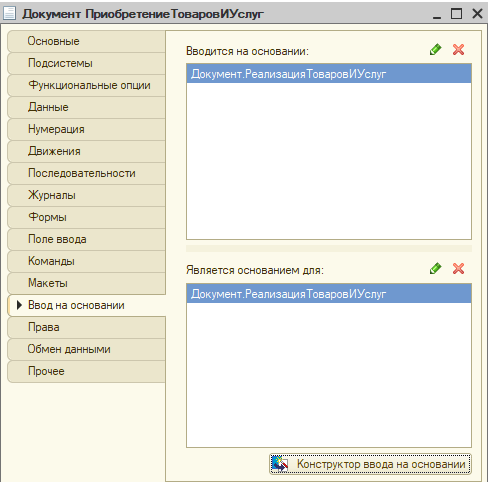 Документ ПриобретениеТоваровИУслуг
Основные
Подсистемы
Функциональные опции
Данные
Нумерация
Движения
Последовательности
Журналы
Формы
Поле ввода
Команды
Макеты
Ввод на основании
Права
Обмен данными
Прочее
Вводится на основании:
Документ.РеализацияТоваровИУслуг
Является основанием для:
Документ.РеализацияТоваровИУслуг
Конструктор ввода на основании